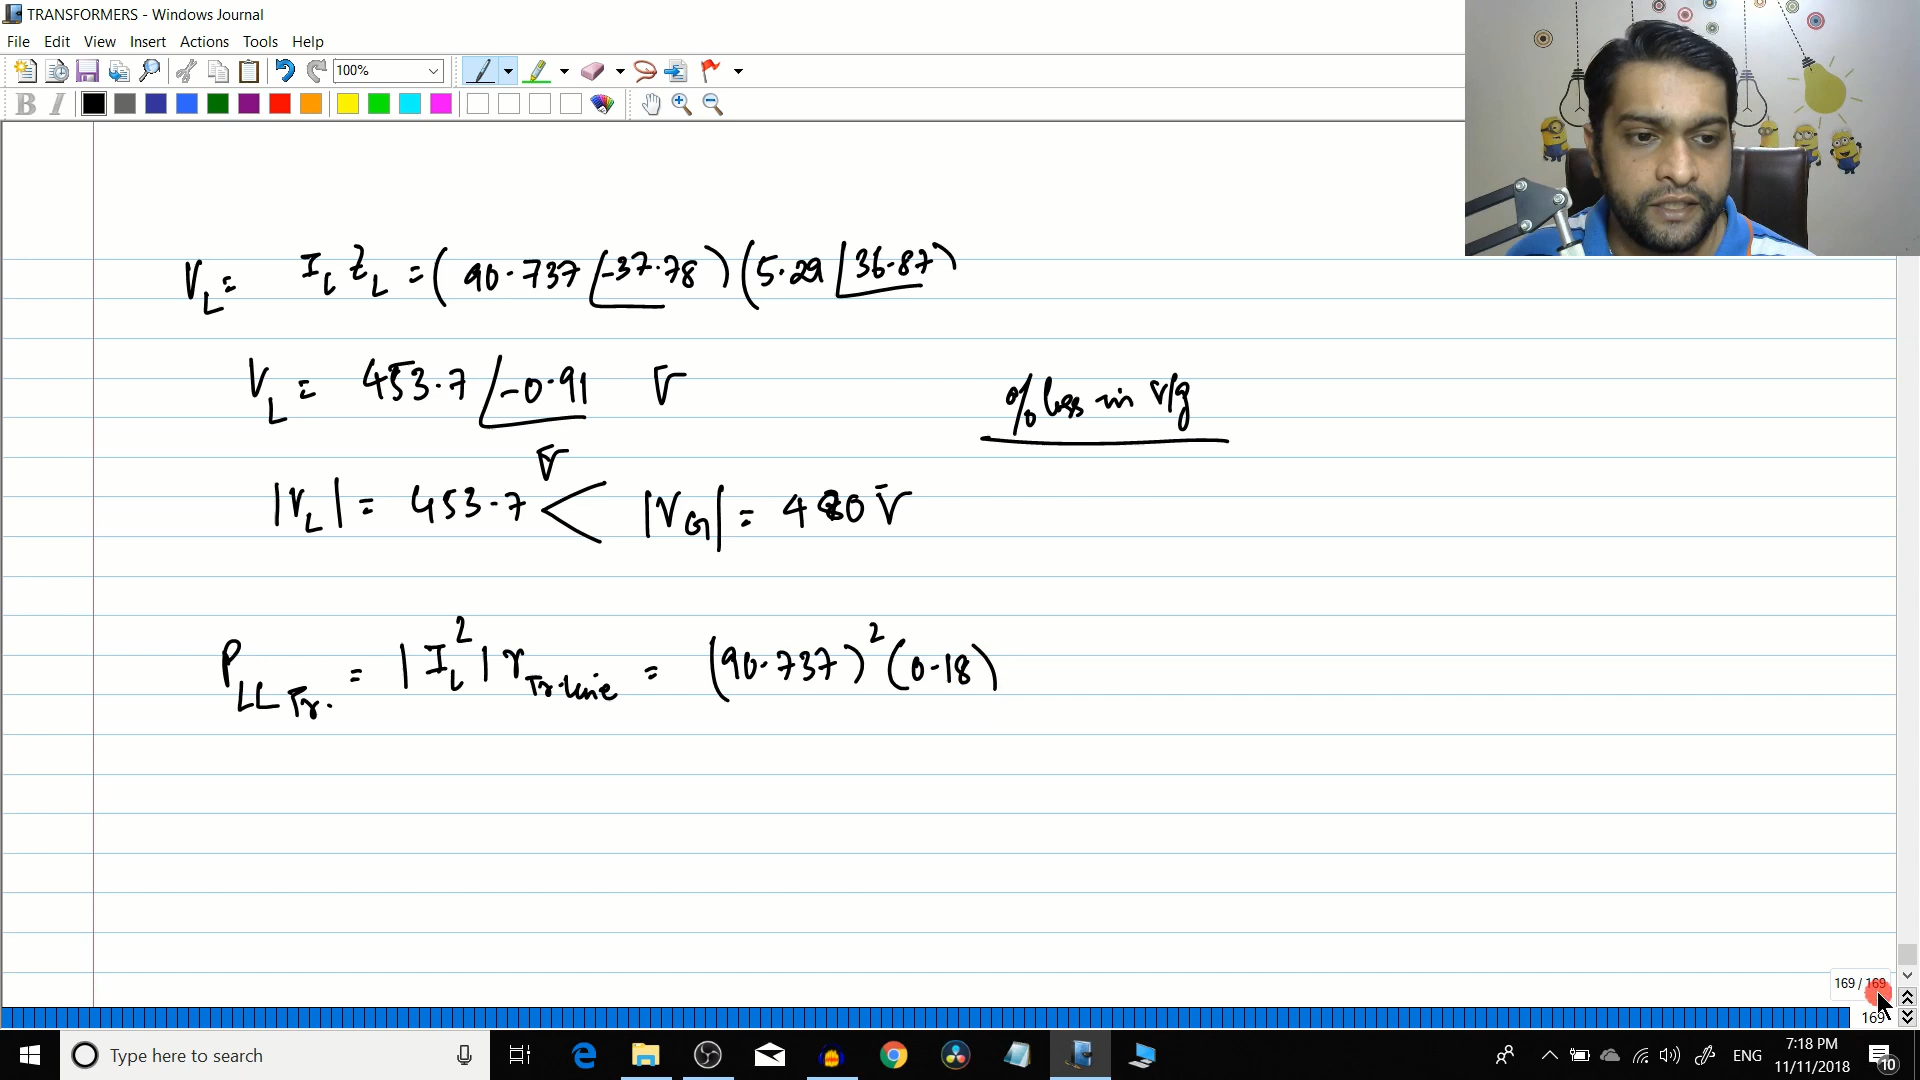 TRANSFORMERS - Windows Journal
File Edit View Insert Actions Tools Help
100%
B I
V_L = I_L Z_L = ( 90.737 ∠-37.78 ) ( 5.29 ∠36.87 )
V_L = 453.7 ∠-0.91 V
% loss in v/g
|V_L| = 453.7 V < |V_G| = 480 V
P_LL Tr. = |I_L^2| r_Tr.line = (90.737)^2 (0.18)
169 / 169
169
Type here to search
ENG
7:18 PM
11/11/2018
10